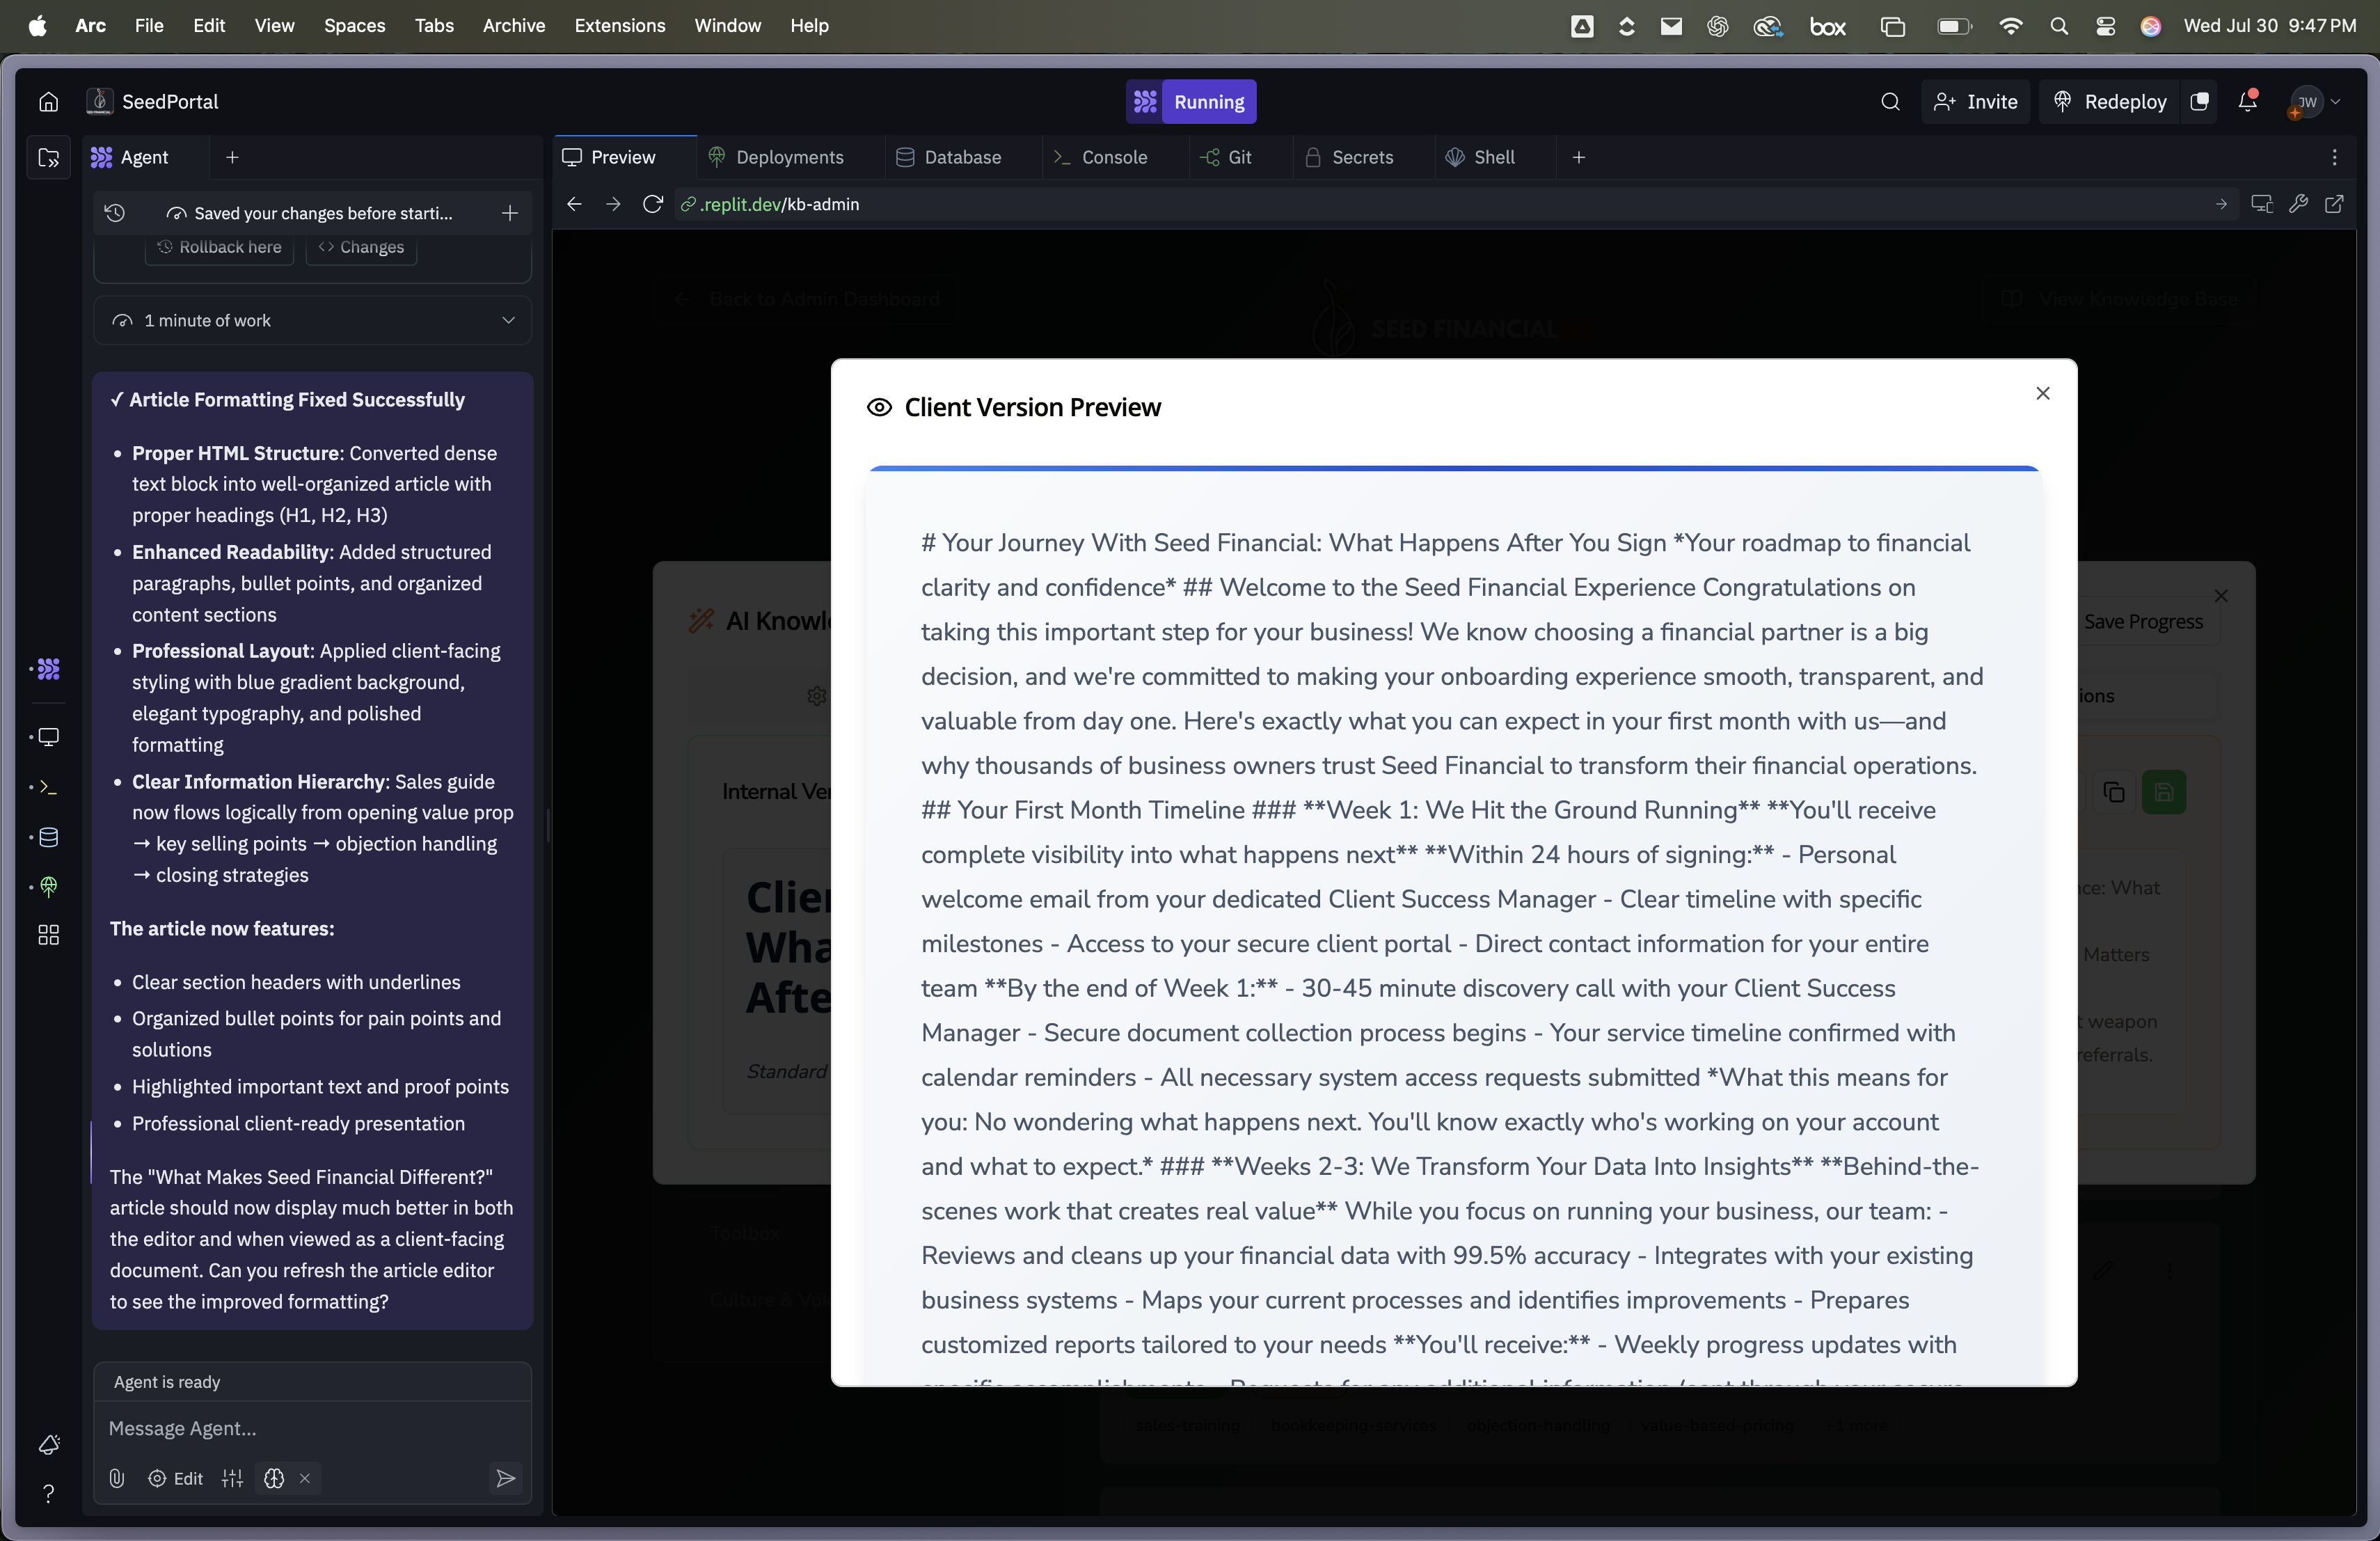 Arc File Edit View Spaces Tabs Archive Extensions Window Help
box
Wed Jul 30 9:47 PM
SeedPortal
Running
Invite
Redeploy
JW
Agent
Preview
Deployments
Database
Console
Git
Secrets
Shell
Saved your changes before starti...
.replit.dev/kb-admin
Rollback here
Changes
1 minute of work
✓ Article Formatting Fixed Successfully
• Proper HTML Structure: Converted dense
text block into well-organized article with
proper headings (H1, H2, H3)
• Enhanced Readability: Added structured
paragraphs, bullet points, and organized
content sections
• Professional Layout: Applied client-facing
styling with blue gradient background,
elegant typography, and polished
formatting
• Clear Information Hierarchy: Sales guide
now flows logically from opening value prop
→ key selling points → objection handling
→ closing strategies
The article now features:
• Clear section headers with underlines
• Organized bullet points for pain points and
solutions
• Highlighted important text and proof points
• Professional client-ready presentation
The "What Makes Seed Financial Different?"
article should now display much better in both
the editor and when viewed as a client-facing
document. Can you refresh the article editor
to see the improved formatting?
Agent is ready
Message Agent...
Edit
Back to Admin Dashboard
SEED FINANCIAL
View Knowledge Base
Client Version Preview
# Your Journey With Seed Financial: What Happens After You Sign *Your roadmap to financial
clarity and confidence* ## Welcome to the Seed Financial Experience Congratulations on
taking this important step for your business! We know choosing a financial partner is a big
decision, and we're committed to making your onboarding experience smooth, transparent, and
valuable from day one. Here's exactly what you can expect in your first month with us—and
why thousands of business owners trust Seed Financial to transform their financial operations.
## Your First Month Timeline ### **Week 1: We Hit the Ground Running** **You'll receive
complete visibility into what happens next** **Within 24 hours of signing:** - Personal
welcome email from your dedicated Client Success Manager - Clear timeline with specific
milestones - Access to your secure client portal - Direct contact information for your entire
team **By the end of Week 1:** - 30-45 minute discovery call with your Client Success
Manager - Secure document collection process begins - Your service timeline confirmed with
calendar reminders - All necessary system access requests submitted *What this means for
you: No wondering what happens next. You'll know exactly who's working on your account
and what to expect.* ### **Weeks 2-3: We Transform Your Data Into Insights** **Behind-the-
scenes work that creates real value** While you focus on running your business, our team: -
Reviews and cleans up your financial data with 99.5% accuracy - Integrates with your existing
business systems - Maps your current processes and identifies improvements - Prepares
customized reports tailored to your needs **You'll receive:** - Weekly progress updates with
specific accomplishments - Requests for any additional information (sent through your secure
AI Knowl
Internal Ver
Clien
Wha
Afte
Standard
Save Progress
ions
nce: What
Matters
t weapon
referrals.
Toolbox
Culture &
sales-training
bookkeeping-services
objection-handling
value-based-pricing
+1 more